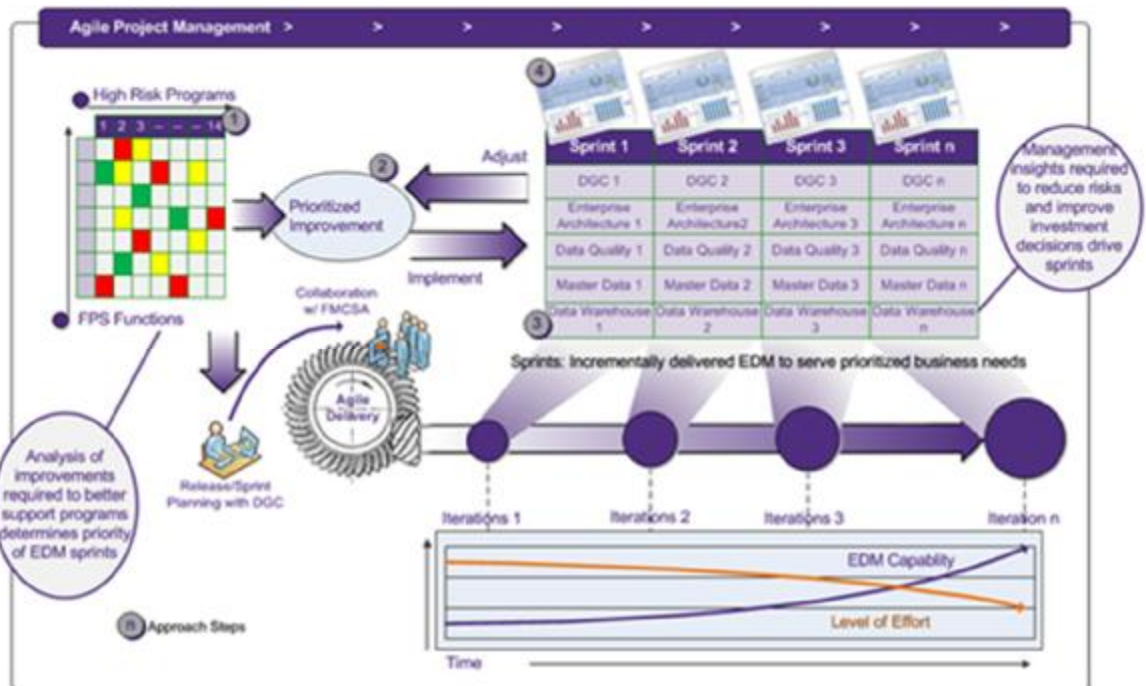 Agile Project Management > > > > > > > > >
High Risk Programs
1
1 2 3 – – – 14
FPS Functions
2
Prioritized
Improvement
Adjust
Implement
4
Sprint 1 Sprint 2 Sprint 3 Sprint n
DGC 1 DGC 2 DGC 3 DGC n
Enterprise Architecture 1 Enterprise Architecture2 Enterprise Architecture 3 Enterprise Architecture n
Data Quality 1 Data Quality 2 Data Quality 3 Data Quality n
Master Data 1 Master Data 2 Master Data 3 Master Data n
3
Data Warehouse 1 Data Warehouse 2 Data Warehouse 3 Data Warehouse n
Management
insights required
to reduce risks
and improve
investment
decisions drive
sprints
Sprints: Incrementally delivered EDM to serve prioritized business needs
Collaboration
w/ FMCSA
Agile
Delivery
Release/Sprint
Planning with DGC
Analysis of
improvements
required to better
support programs
determines priority
of EDM sprints
Iterations 1 Iterations 2 Iterations 3 Iteration n
EDM Capablity
Level of Effort
Time
n Approach Steps